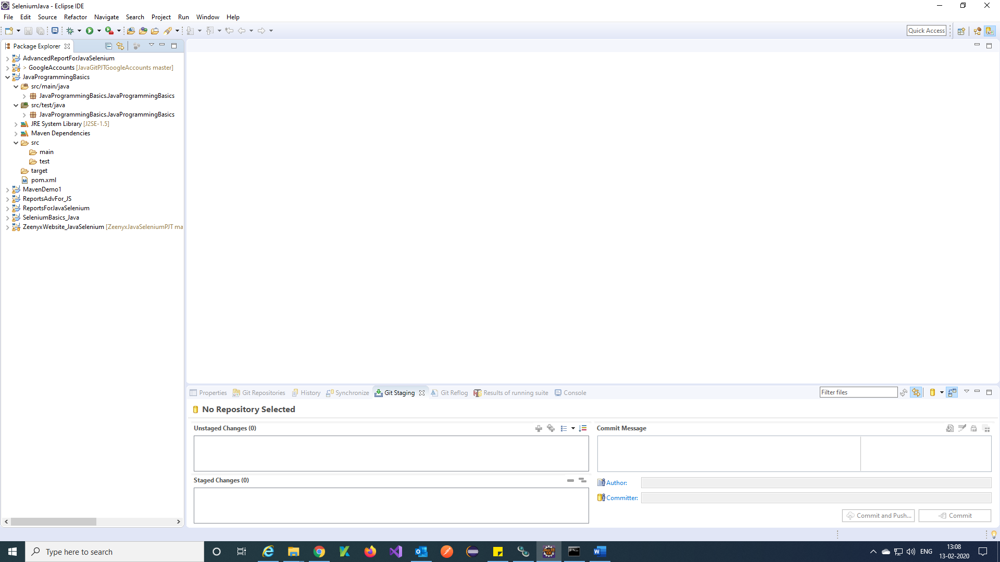 SeleniumJava - Eclipse IDE
File Edit Source Refactor Navigate Search Project Run Window Help
Quick Access
Package Explorer
AdvancedReportForJavaSelenium
> GoogleAccounts [JavaGitPJTGoogleAccounts master]
JavaProgrammingBasics
src/main/java
JavaProgrammingBasics.JavaProgrammingBasics
src/test/java
JavaProgrammingBasics.JavaProgrammingBasics
JRE System Library [J2SE-1.5]
Maven Dependencies
src
main
test
target
pom.xml
MavenDemo1
ReportsAdvFor_JS
ReportsForJavaSelenium
SeleniumBasics_Java
ZeenyxWebsite_JavaSelenium [ZeenyxJavaSeleniumPJT ma
Properties Git Repositories History Synchronize Git Staging Git Reflog Results of running suite Console
Filter files
No Repository Selected
Unstaged Changes (0)
Commit Message
Staged Changes (0)
Author:
Committer:
Commit and Push...
Commit
Type here to search
ENG
13:08
13-02-2020